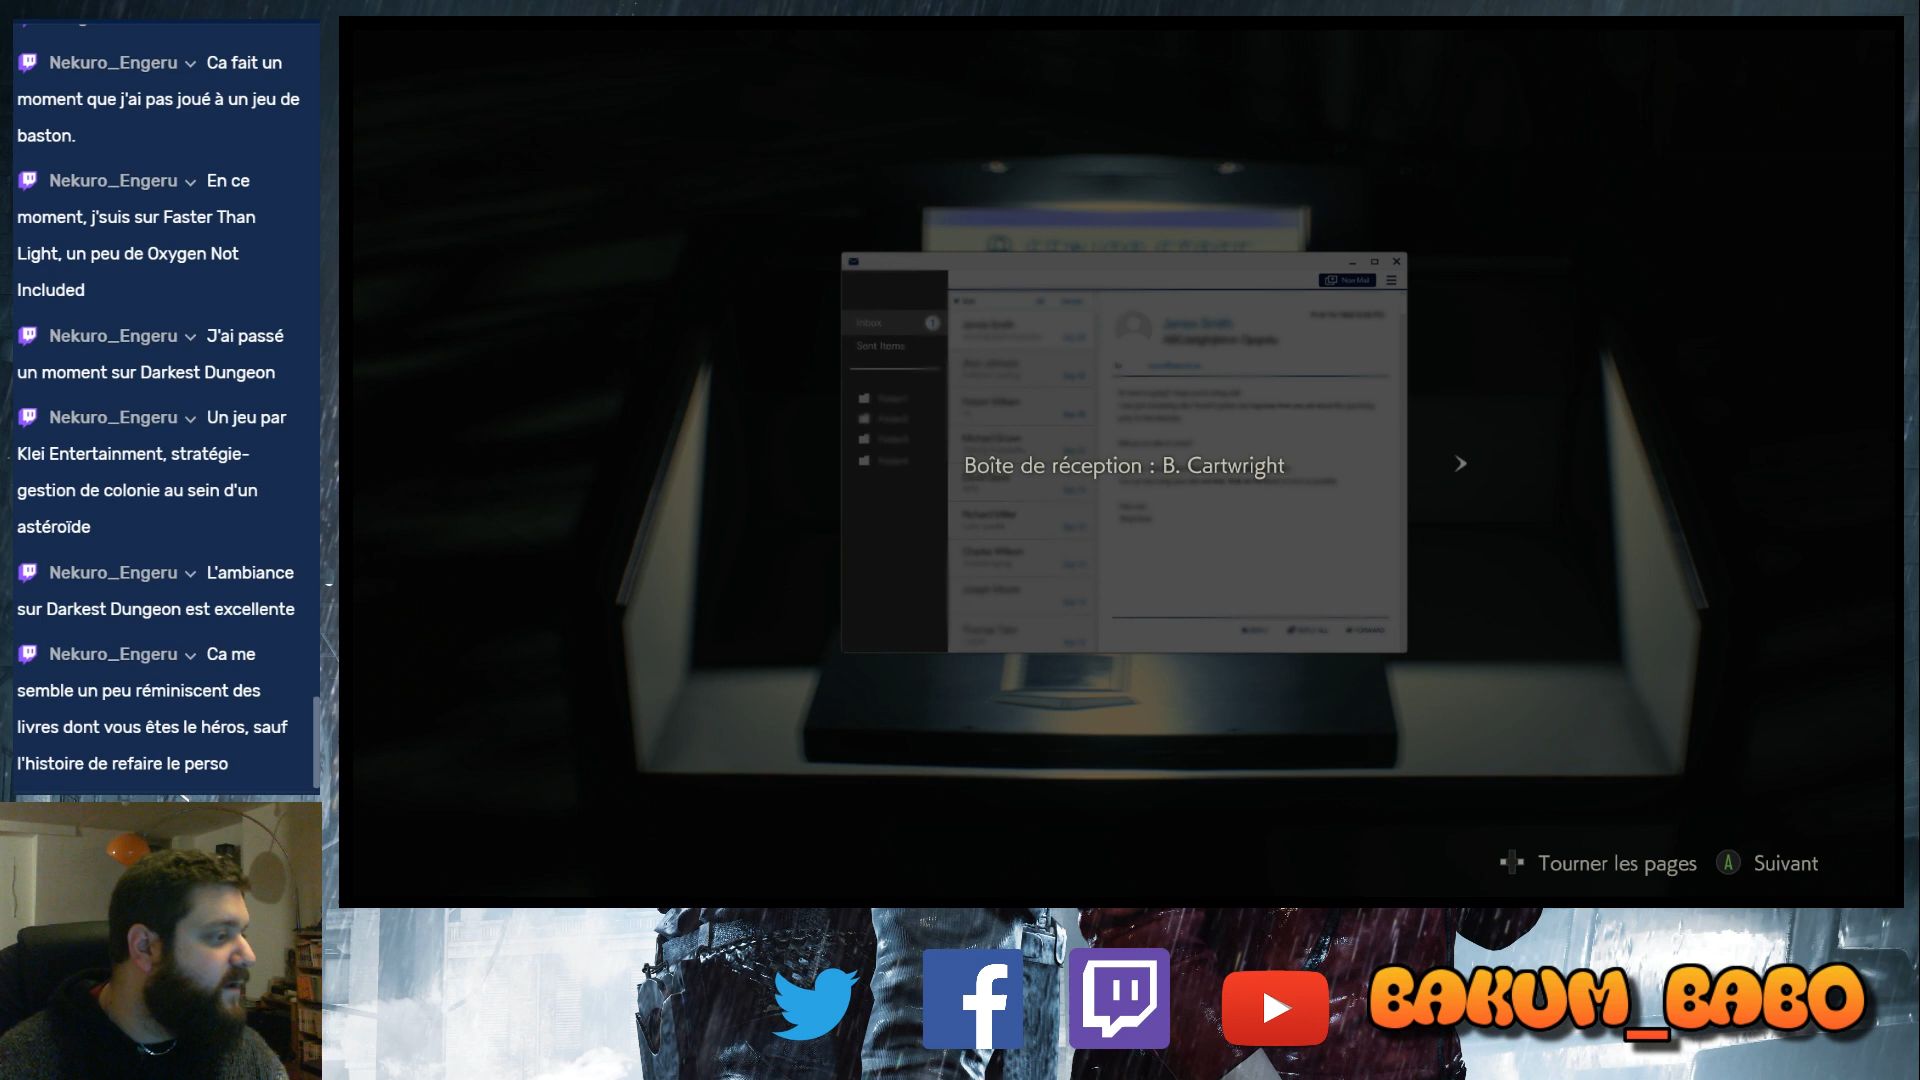 Nekuro_Engeru Ca fait un
moment que j'ai pas joué à un jeu de
baston.
Nekuro_Engeru En ce
moment, j'suis sur Faster Than
Light, un peu de Oxygen Not
Included
Nekuro_Engeru J'ai passé
un moment sur Darkest Dungeon
Nekuro_Engeru Un jeu par
Klei Entertainment, stratégie-
gestion de colonie au sein d'un
astéroïde
Nekuro_Engeru L'ambiance
sur Darkest Dungeon est excellente
Nekuro_Engeru Ca me
semble un peu réminiscent des
livres dont vous êtes le héros, sauf
l'histoire de refaire le perso
New Mail
Inbox 1
Sent Items
Boîte de réception : B. Cartwright
Tourner les pages A Suivant
BAKUM_BABO